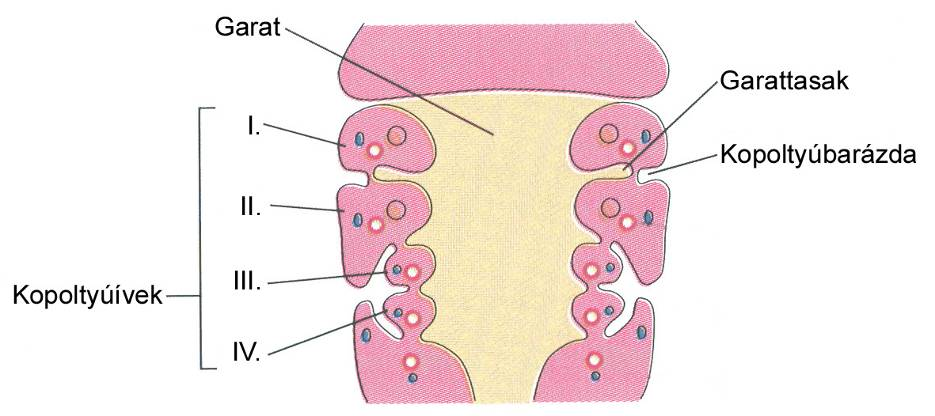 Garat
Garattasak
I.
Kopoltyúbarázda
II.
III.
Kopoltyúívek
IV.